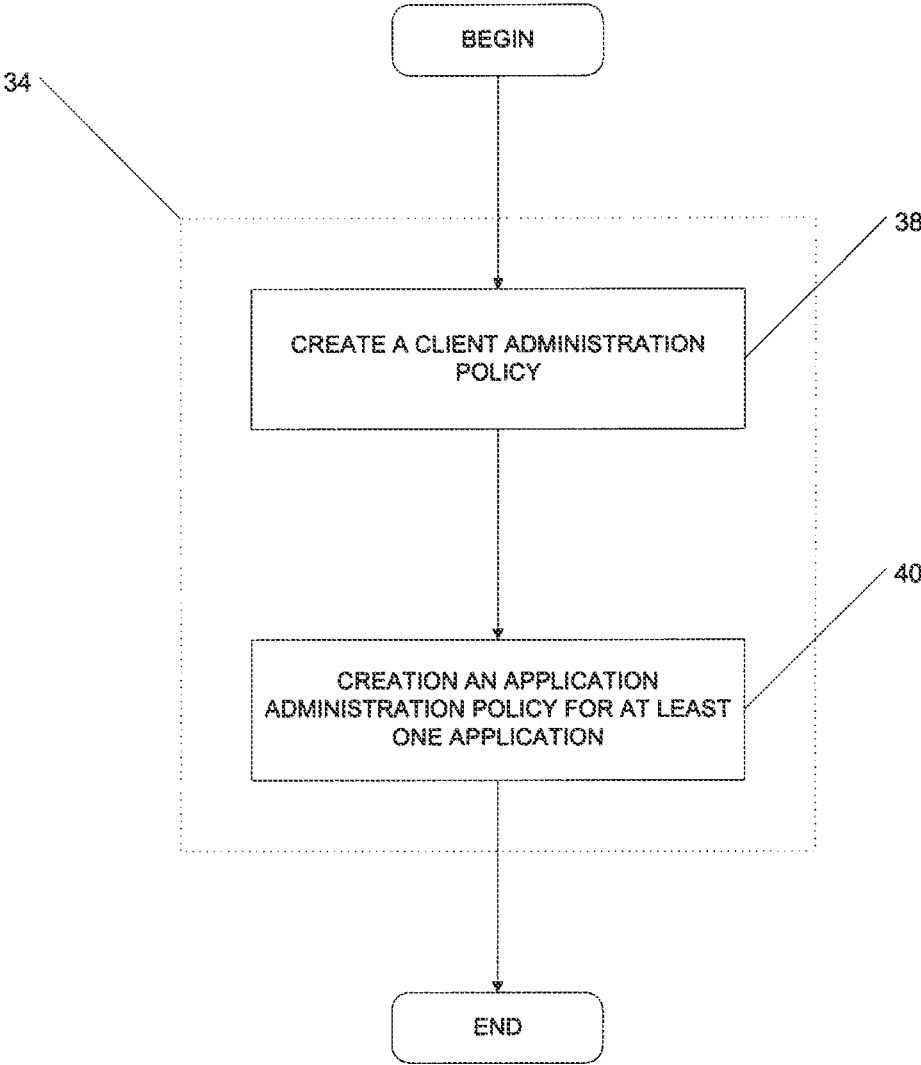 BEGIN
34
38
CREATE A CLIENT ADMINISTRATION
POLICY
40
CREATION AN APPLICATION
ADMINISTRATION POLICY FOR AT LEAST
ONE APPLICATION
END